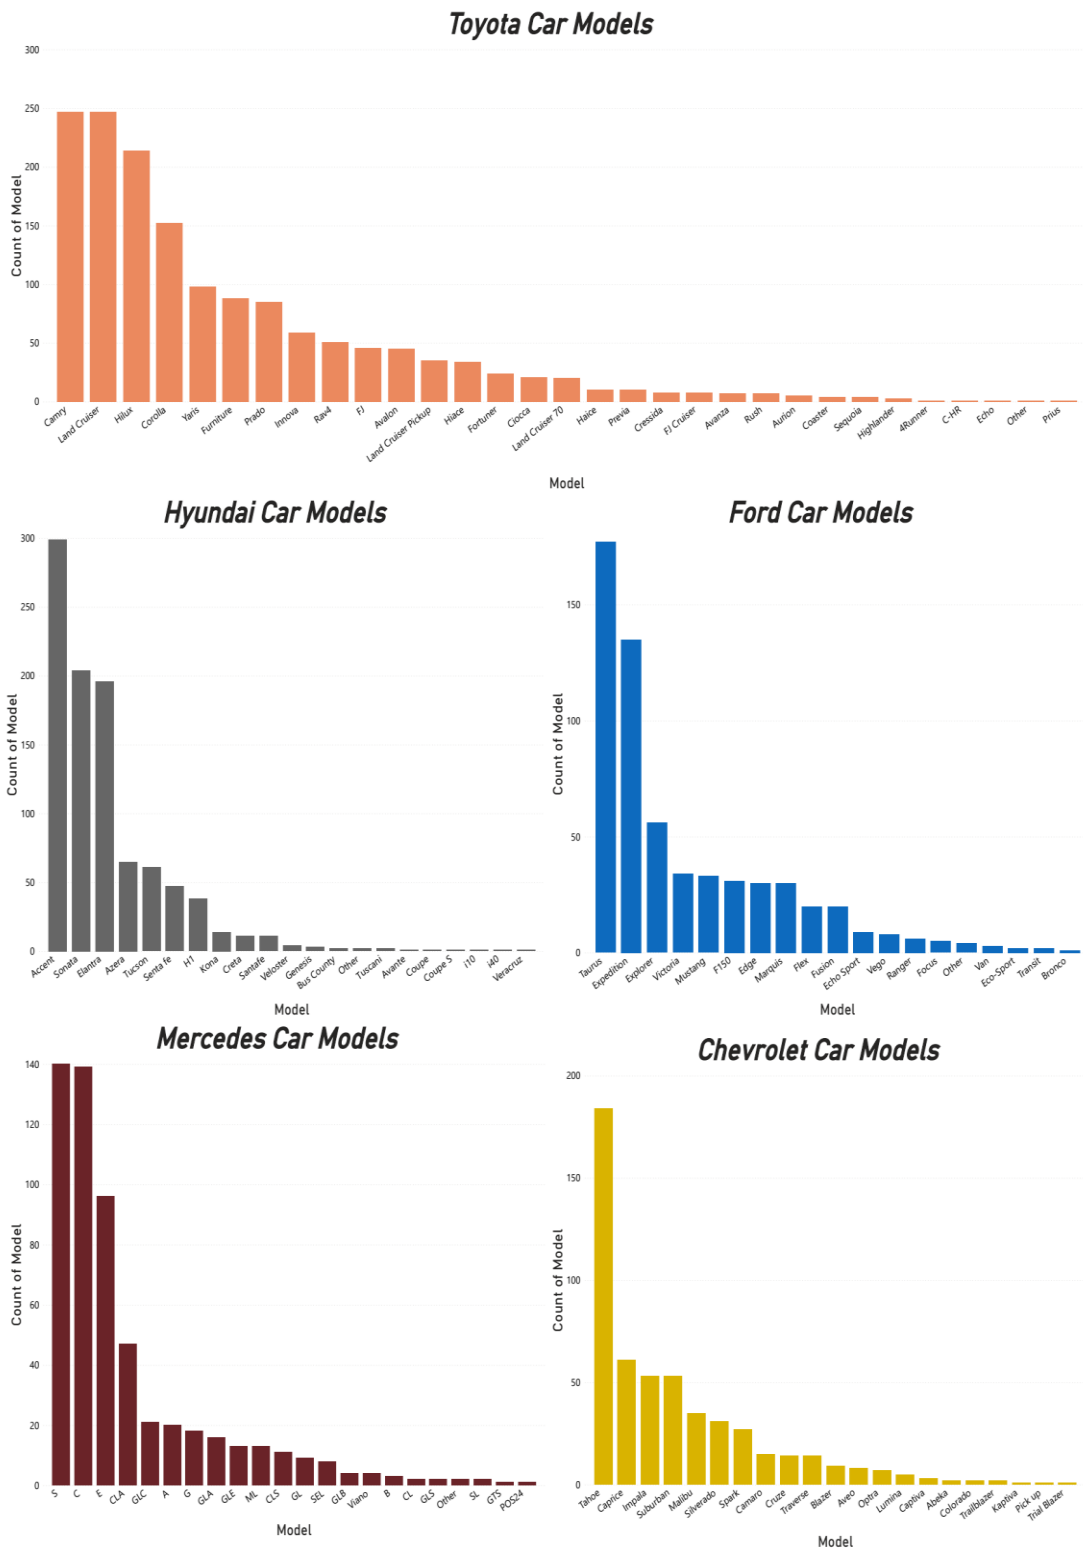 Toyota Car Models
300
250
200
150
100
50
0
Count of Model
Camry
Land Cruiser
Hilux
Corolla
Yaris
Furniture
Prado
Innova
Rav4
FJ
Avalon
Land Cruiser Pickup
Hiace
Fortuner
Ciocca
Land Cruiser 70
Haice
Previa
Cressida
FJ Cruiser
Avanza
Rush
Aurion
Coaster
Sequoia
Highlander
4Runner
C-HR
Echo
Other
Prius
Model
Hyundai Car Models
300
250
200
150
100
50
0
Count of Model
Accent
Sonata
Elantra
Azera
Tucson
Santa fe
H1
Kona
Creta
Santafe
Veloster
Genesis
Bus County
Other
Tuscani
Avante
Coupe
Coupe S
i10
i40
Veracruz
Model
Ford Car Models
150
100
50
0
Count of Model
Taurus
Expedition
Explorer
Victoria
Mustang
F150
Edge
Marquis
Flex
Fusion
Echo Sport
Vego
Ranger
Focus
Other
Van
Eco-Sport
Transit
Bronco
Model
Mercedes Car Models
140
120
100
80
60
40
20
0
Count of Model
S
C
E
CLA
GLC
A
G
GLA
GLE
ML
CLS
GL
SEL
GLB
Viano
B
CL
GLS
Other
SL
GTS
POS24
Model
Chevrolet Car Models
200
150
100
50
0
Count of Model
Tahoe
Caprice
Impala
Suburban
Malibu
Silverado
Spark
Camaro
Cruze
Traverse
Blazer
Aveo
Optra
Lumina
Captiva
Abeka
Colorado
Trailblazer
Kaptiva
Pick up
Trial Blazer
Model